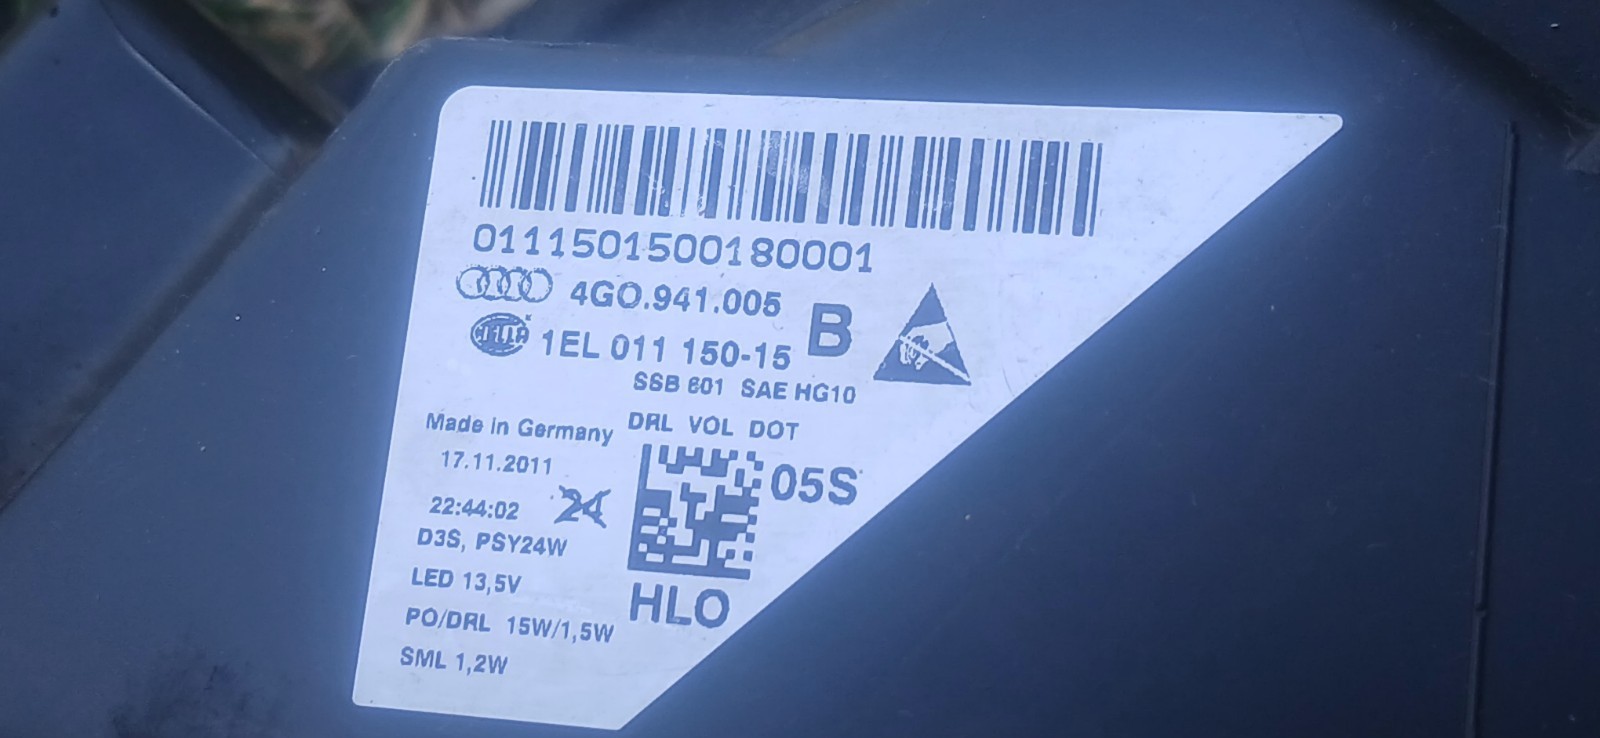 0111501500180001
4G0.941.005 B
HELLA
1EL 011 150-15
SSB 601 SAE HG10
DRL VOL DOT
Made in Germany
17.11.2011
05S
22:44:02 24
D3S, PSY24W
LED 13,5V
HLO
PO/DRL 15W/1,5W
SML 1,2W